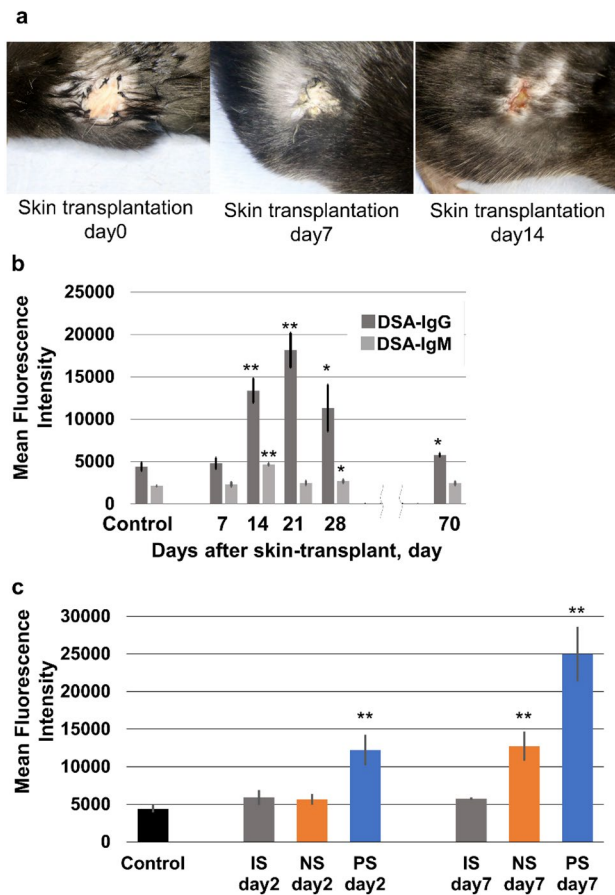 a
Skin transplantation
day0
Skin transplantation
day7
Skin transplantation
day14
b
Mean Fluorescence
Intensity
25000
20000
15000
10000
5000
0
DSA-IgG
DSA-IgM
**
**
**
*
*
*
Control
7
14
21
28
70
Days after skin-transplant, day
c
Mean Fluorescence
Intensity
30000
25000
20000
15000
10000
5000
0
**
**
**
Control
IS
day2
NS
day2
PS
day2
IS
day7
NS
day7
PS
day7